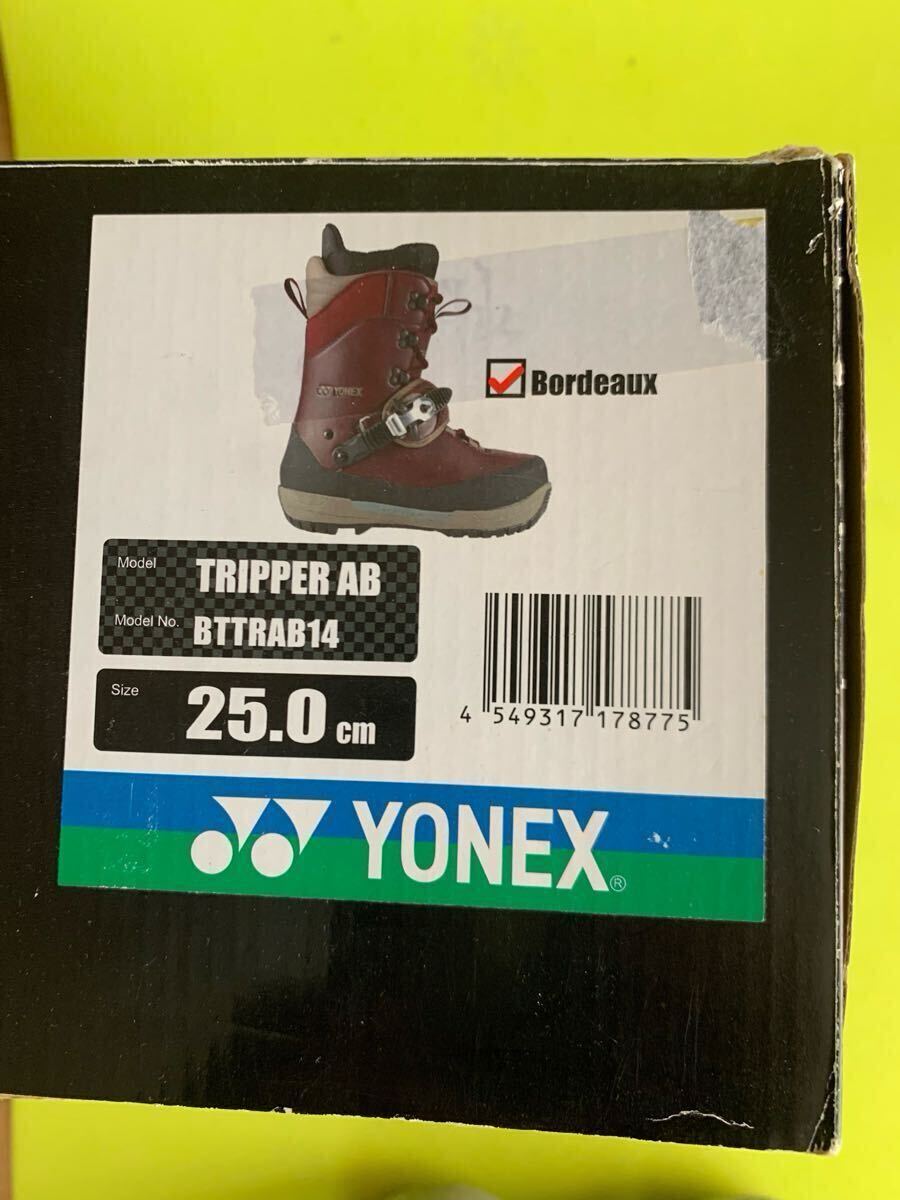 YONEX
Bordeaux
Model TRIPPER AB
Model No. BTTRAB14
Size 25.0 cm
4 549317 178775
YONEX®